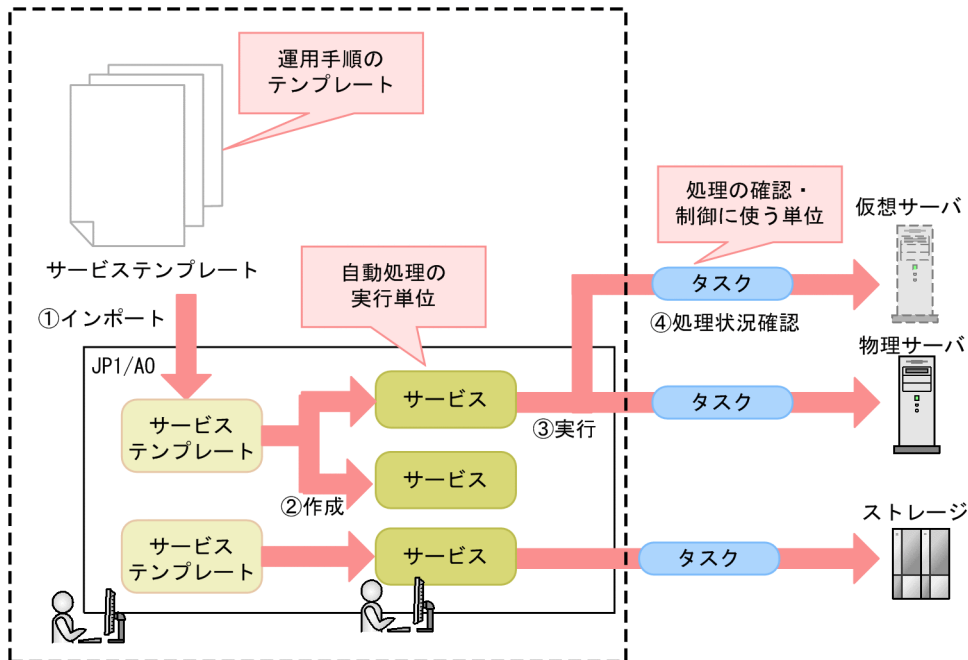 運用手順の
テンプレート
処理の確認・
制御に使う単位
仮想サーバ
サービステンプレート
自動処理の
実行単位
タスク
①インポート
④処理状況確認
物理サーバ
JP1/AO
サービス
テンプレート
サービス
タスク
③実行
サービス
②作成
ストレージ
サービス
テンプレート
サービス
タスク